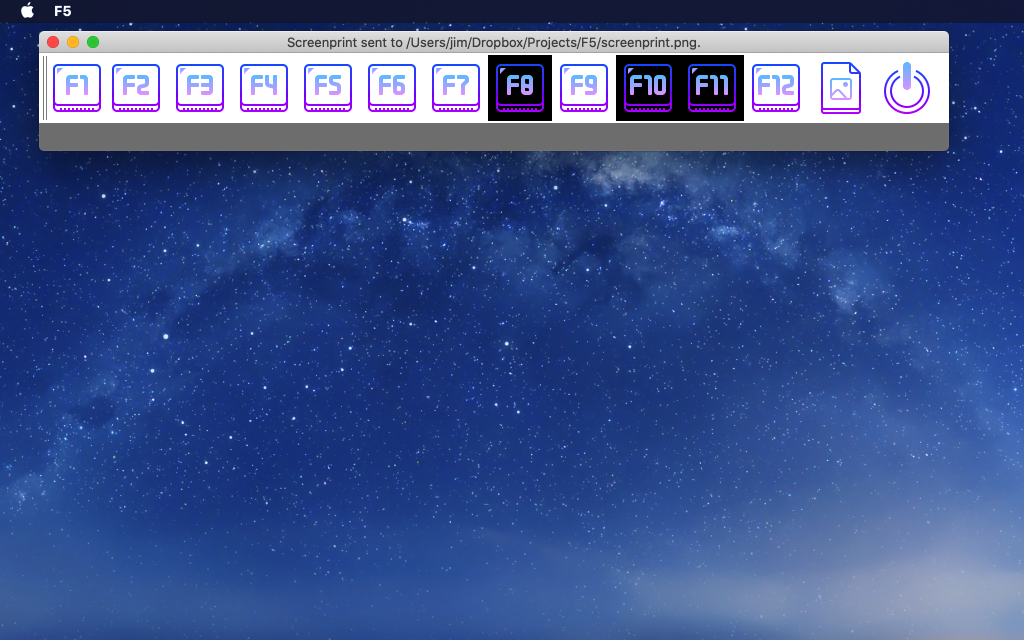 F5
Screenprint sent to /Users/jim/Dropbox/Projects/F5/screenprint.png.
F1 F2 F3 F4 F5 F6 F7 F8 F9 F10 F11 F12